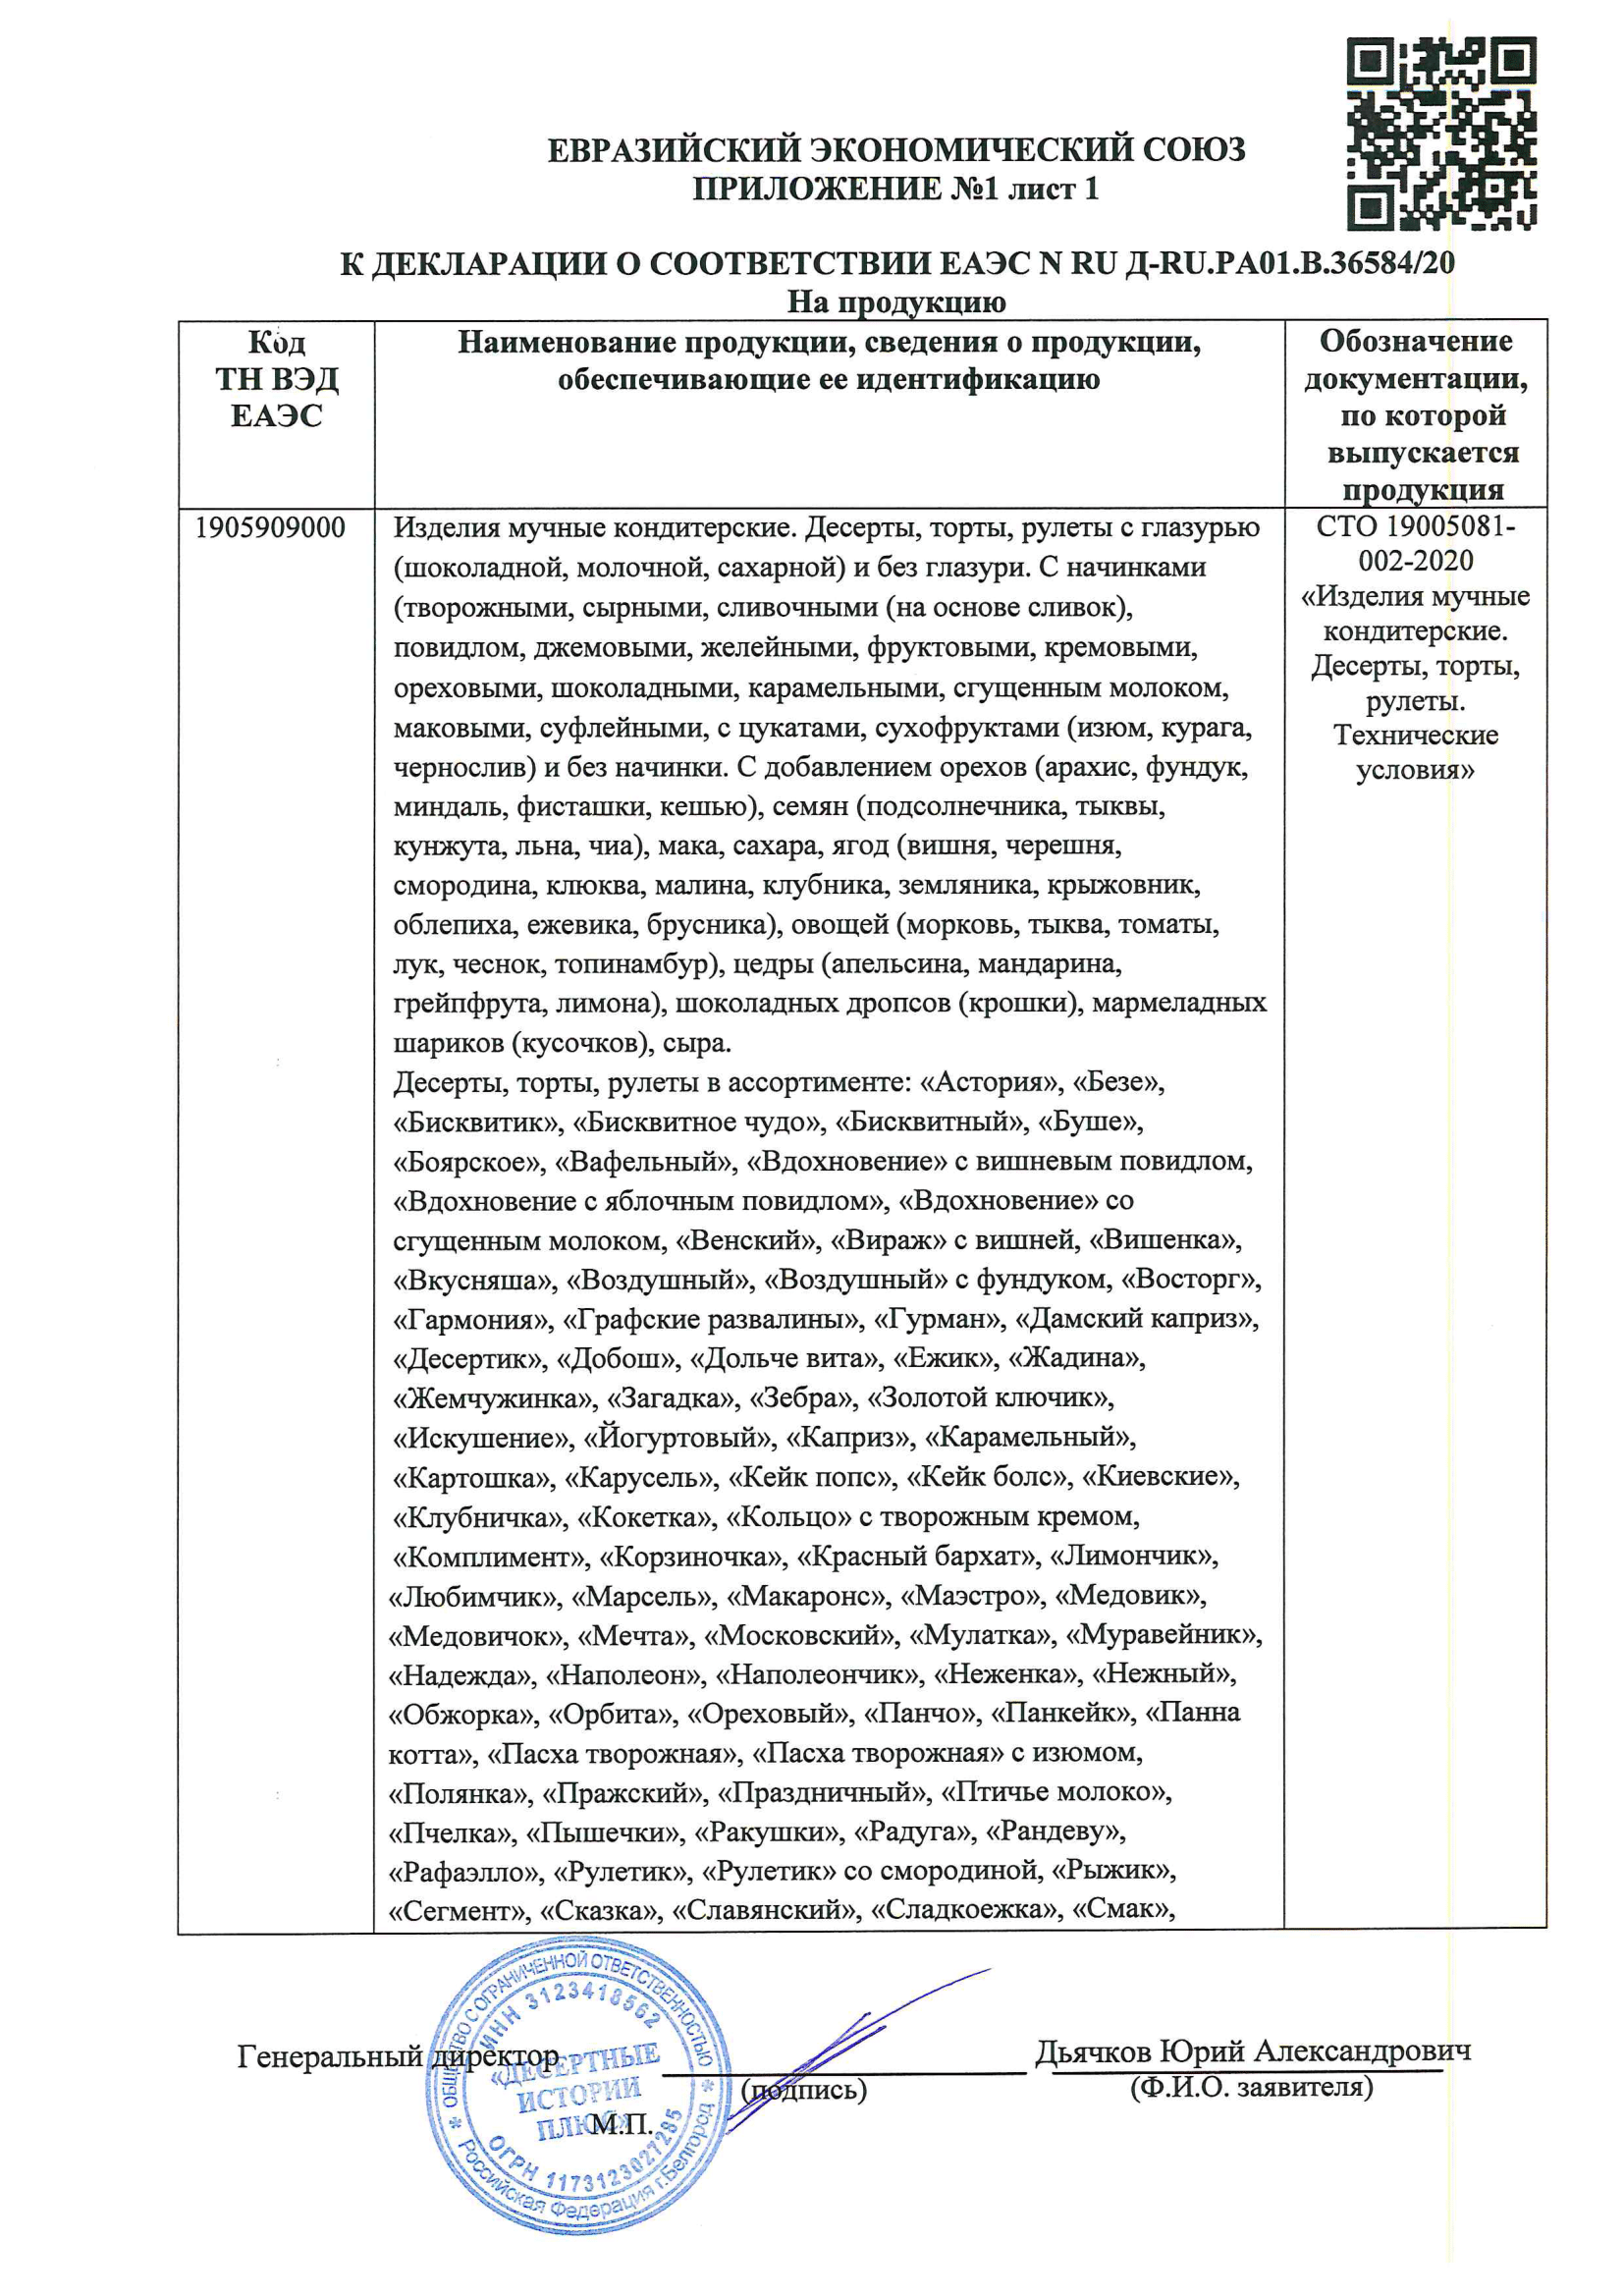 ЕВРАЗИЙСКИЙ ЭКОНОМИЧЕСКИЙ СОЮЗ
ПРИЛОЖЕНИЕ №1 лист 1
К ДЕКЛАРАЦИИ О СООТВЕТСТВИИ ЕАЭС N RU Д-RU.РА01.В.36584/20
На продукцию
Код
ТН ВЭД
ЕАЭС
Наименование продукции, сведения о продукции,
обеспечивающие ее идентификацию
Обозначение
документации,
по которой
выпускается
продукция
1905909000
Изделия мучные кондитерские. Десерты, торты, рулеты с глазурью
(шоколадной, молочной, сахарной) и без глазури. С начинками
(творожными, сырными, сливочными (на основе сливок),
повидлом, джемовыми, желейными, фруктовыми, кремовыми,
ореховыми, шоколадными, карамельными, сгущенным молоком,
маковыми, суфлейными, с цукатами, сухофруктами (изюм, курага,
чернослив) и без начинки. С добавлением орехов (арахис, фундук,
миндаль, фисташки, кешью), семян (подсолнечника, тыквы,
кунжута, льна, чиа), мака, сахара, ягод (вишня, черешня,
смородина, клюква, малина, клубника, земляника, крыжовник,
облепиха, ежевика, брусника), овощей (морковь, тыква, томаты,
лук, чеснок, топинамбур), цедры (апельсина, мандарина,
грейпфрута, лимона), шоколадных дропсов (крошки), мармеладных
шариков (кусочков), сыра.
Десерты, торты, рулеты в ассортименте: «Астория», «Безе»,
«Бисквитик», «Бисквитное чудо», «Бисквитный», «Буше»,
«Боярское», «Вафельный», «Вдохновение» с вишневым повидлом,
«Вдохновение с яблочным повидлом», «Вдохновение» со
сгущенным молоком, «Венский», «Вираж» с вишней, «Вишенка»,
«Вкусняша», «Воздушный», «Воздушный» с фундуком, «Восторг»,
«Гармония», «Графские развалины», «Гурман», «Дамский каприз»,
«Десертик», «Добош», «Дольче вита», «Ежик», «Жадина»,
«Жемчужинка», «Загадка», «Зебра», «Золотой ключик»,
«Искушение», «Йогуртовый», «Каприз», «Карамельный»,
«Картошка», «Карусель», «Кейк попс», «Кейк болс», «Киевские»,
«Клубничка», «Кокетка», «Кольцо» с творожным кремом,
«Комплимент», «Корзиночка», «Красный бархат», «Лимончик»,
«Любимчик», «Марсель», «Макаронс», «Маэстро», «Медовик»,
«Медовичок», «Мечта», «Московский», «Мулатка», «Муравейник»,
«Надежда», «Наполеон», «Наполеончик», «Неженка», «Нежный»,
«Обжорка», «Орбита», «Ореховый», «Панчо», «Панкейк», «Панна
котта», «Пасха творожная», «Пасха творожная» с изюмом,
«Полянка», «Пражский», «Праздничный», «Птичье молоко»,
«Пчелка», «Пышечки», «Ракушки», «Радуга», «Рандеву»,
«Рафаэлло», «Рулетик», «Рулетик» со смородиной, «Рыжик»,
«Сегмент», «Сказка», «Славянский», «Сладкоежка», «Смак»,
СТО 19005081-
002-2020
«Изделия мучные
кондитерские.
Десерты, торты,
рулеты.
Технические
условия»
Генеральный директор
(подпись)
Дьячков Юрий Александрович
(Ф.И.О. заявителя)
М.П.
ОБЩЕСТВО С ОГРАНИЧЕННОЙ ОТВЕТСТВЕННОСТЬЮ
ИНН 3123418562
«ДЕСЕРТНЫЕ
ИСТОРИИ
ПЛЮС»
ОГРН 1173123027285
Российская Федерация г.Белгород